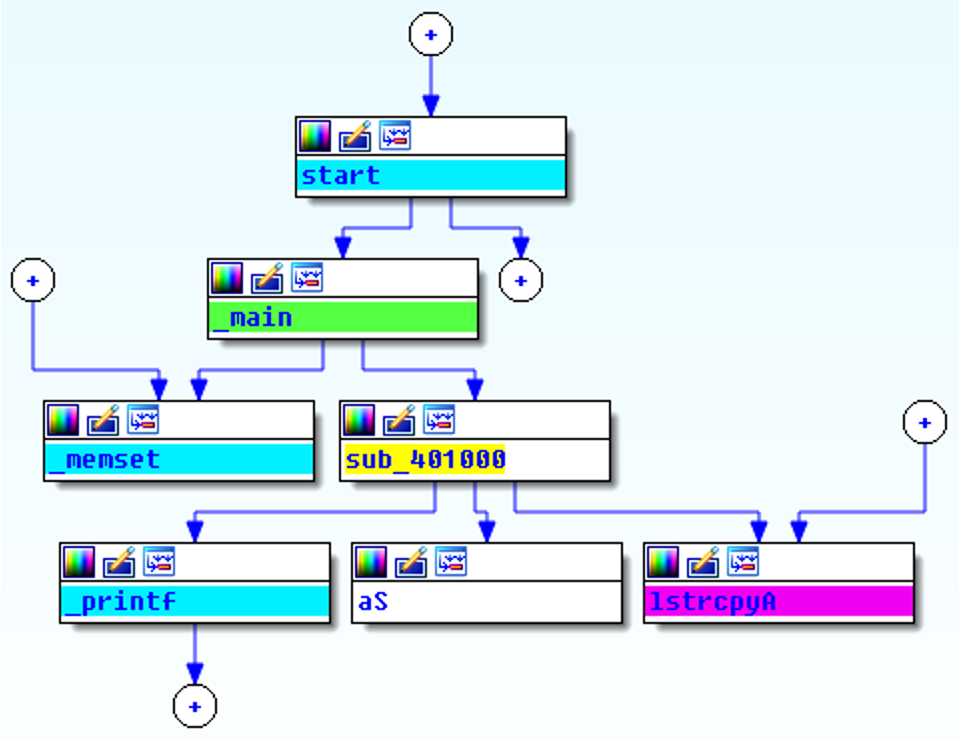 +
start
_main
+
+
_memset
sub_401000
+
_printf
aS
lstrcpyA
+